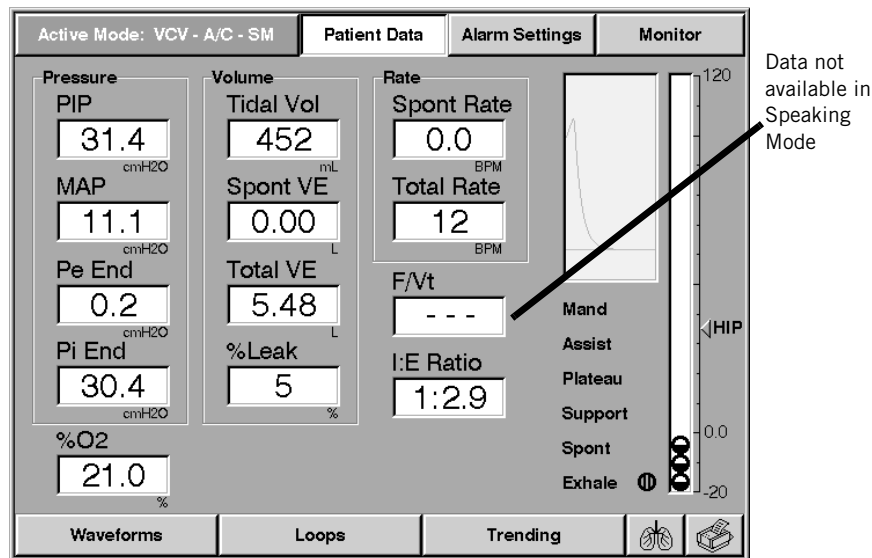 Active Mode: VCV - A/C - SM
Patient Data
Alarm Settings
Monitor
Pressure
PIP
31.4
cmH2O
MAP
11.1
cmH2O
Pe End
0.2
cmH2O
Pi End
30.4
cmH2O
%O2
21.0
%
Volume
Tidal Vol
452
mL
Spont VE
0.00
L
Total VE
5.48
L
%Leak
5
%
Rate
Spont Rate
0.0
BPM
Total Rate
12
BPM
F/Vt
- - -
I:E Ratio
1:2.9
Mand
Assist
Plateau
Support
Spont
Exhale
120
HIP
0.0
-20
Data not
available in
Speaking
Mode
Waveforms
Loops
Trending